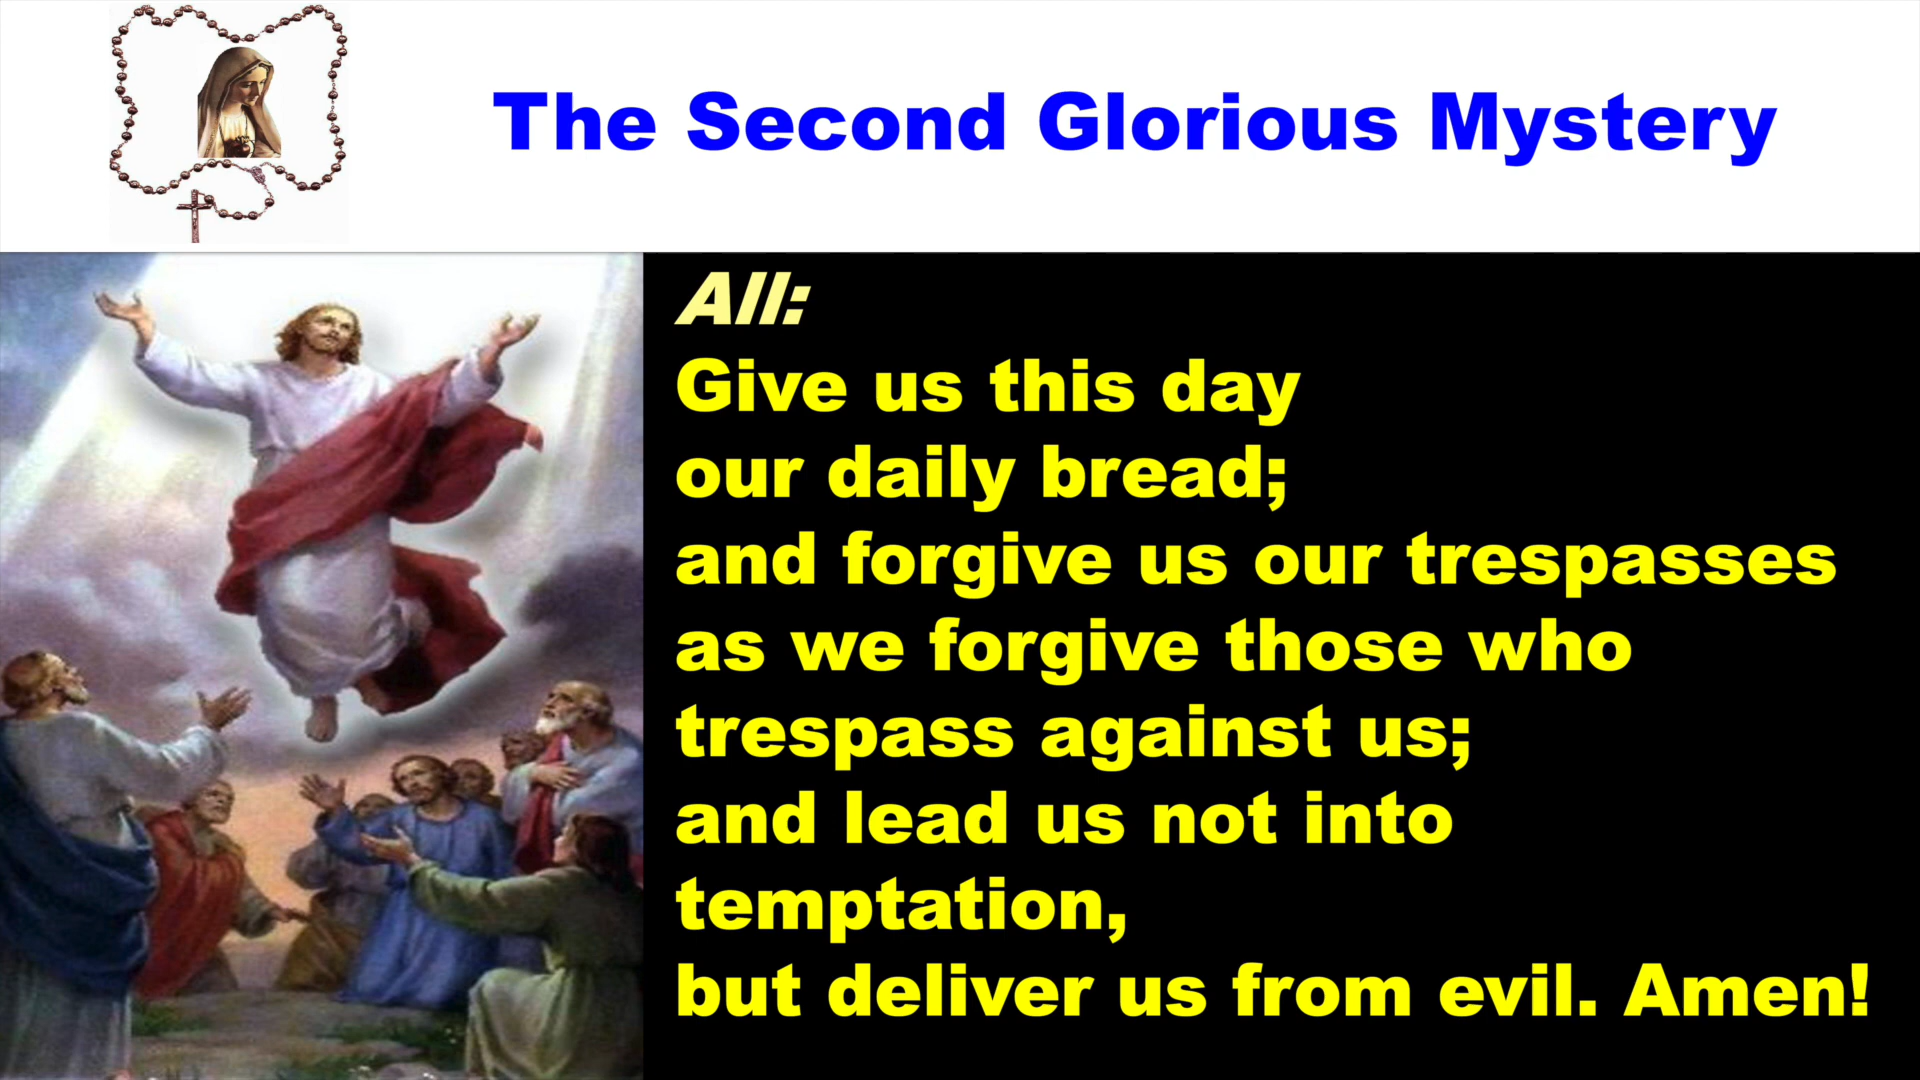 The Second Glorious Mystery
All:
Give us this day
our daily bread;
and forgive us our trespasses
as we forgive those who
trespass against us;
and lead us not into
temptation,
but deliver us from evil. Amen!